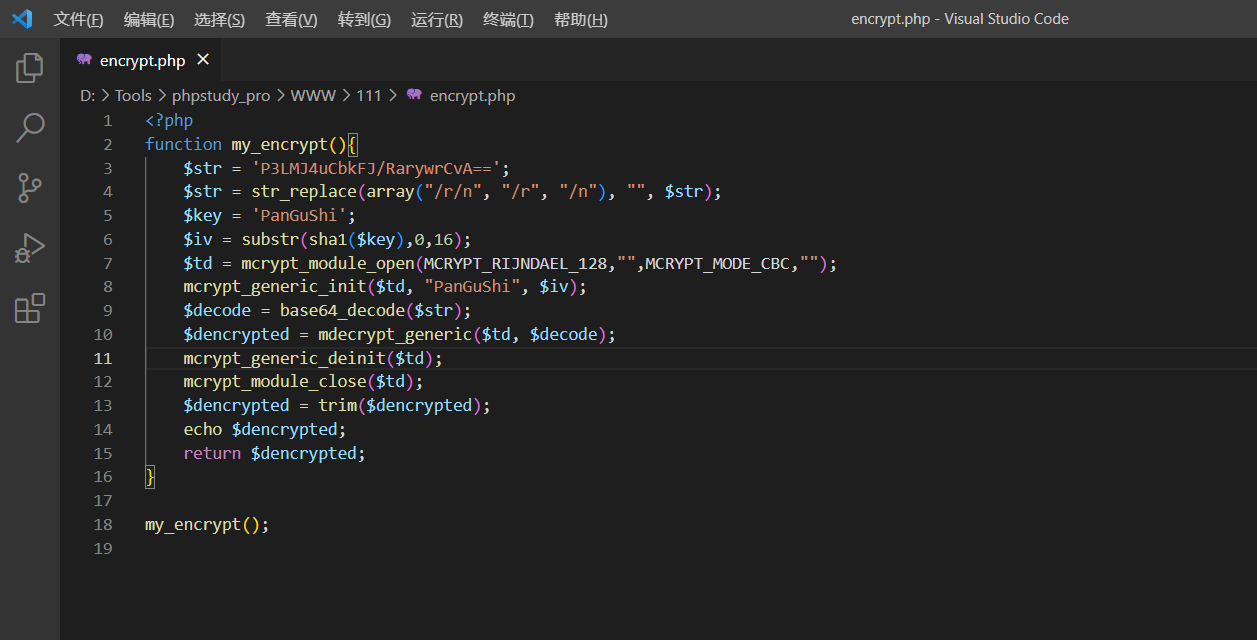 文件(F) 编辑(E) 选择(S) 查看(V) 转到(G) 运行(R) 终端(T) 帮助(H) encrypt.php - Visual Studio Code
encrypt.php ×
D: > Tools > phpstudy_pro > WWW > 111 > encrypt.php
1 <?php
2 function my_encrypt(){
3 $str = 'P3LMJ4uCbkFJ/RarywrCvA==';
4 $str = str_replace(array("/r/n", "/r", "/n"), "", $str);
5 $key = 'PanGuShi';
6 $iv = substr(sha1($key),0,16);
7 $td = mcrypt_module_open(MCRYPT_RIJNDAEL_128,"",MCRYPT_MODE_CBC,"");
8 mcrypt_generic_init($td, "PanGuShi", $iv);
9 $decode = base64_decode($str);
10 $dencrypted = mdecrypt_generic($td, $decode);
11 mcrypt_generic_deinit($td);
12 mcrypt_module_close($td);
13 $dencrypted = trim($dencrypted);
14 echo $dencrypted;
15 return $dencrypted;
16 }
17
18 my_encrypt();
19